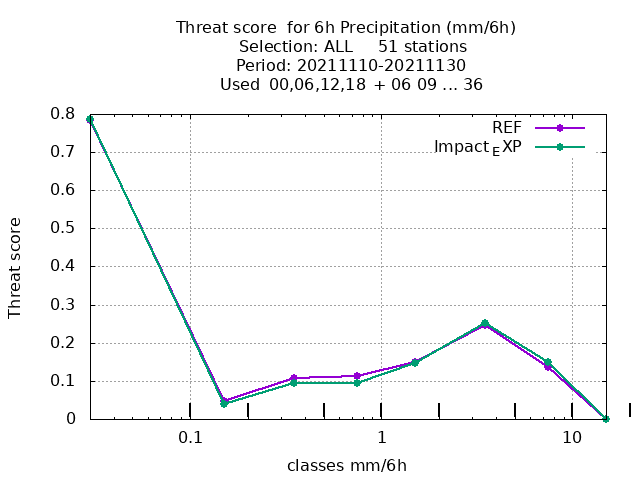 Threat score  for 6h Precipitation (mm/6h)
Selection: ALL     51 stations
Period: 20211110-20211130
Used  00,06,12,18  + 06 09 ... 36
REF
Impact_EXP
0.8
0.7
0.6
0.5
0.4
0.3
0.2
0.1
0
Threat score
0.1
1
10
classes mm/6h